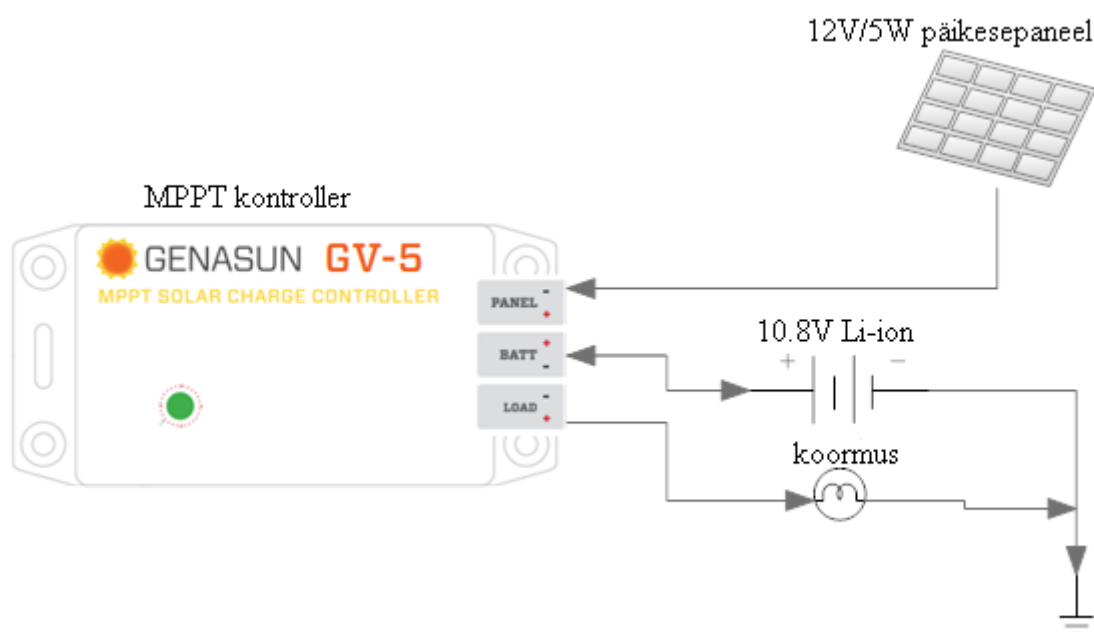 12V/5W päikesepaneel
MPPT kontroller
GENASUN GV-5
MPPT SOLAR CHARGE CONTROLLER
PANEL - +
10.8V Li-ion
+ -
BATT + -
LOAD - +
koormus